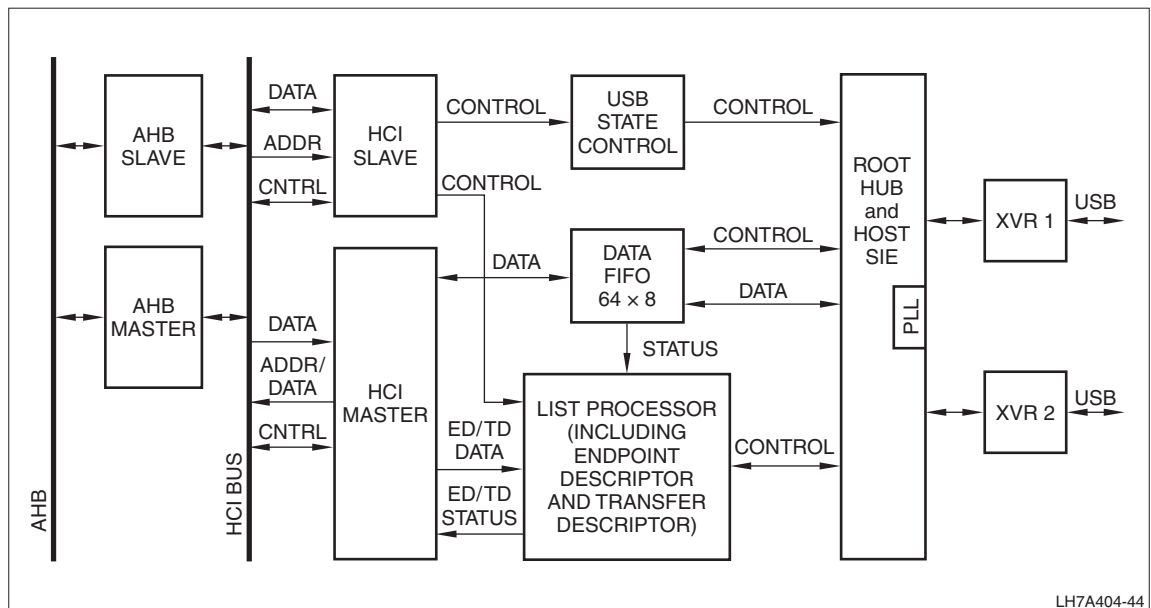 AHB
SLAVE
AHB
MASTER
AHB
HCI BUS
DATA
ADDR
CNTRL
HCI
SLAVE
CONTROL
CONTROL
USB
STATE
CONTROL
CONTROL
DATA
ADDR/
DATA
CNTRL
HCI
MASTER
DATA
DATA
FIFO
64 × 8
CONTROL
DATA
STATUS
ED/TD
DATA
ED/TD
STATUS
LIST PROCESSOR
(INCLUDING
ENDPOINT
DESCRIPTOR
AND TRANSFER
DESCRIPTOR)
CONTROL
ROOT
HUB
and
HOST
SIE
PLL
XVR 1
USB
XVR 2
USB
LH7A404-44